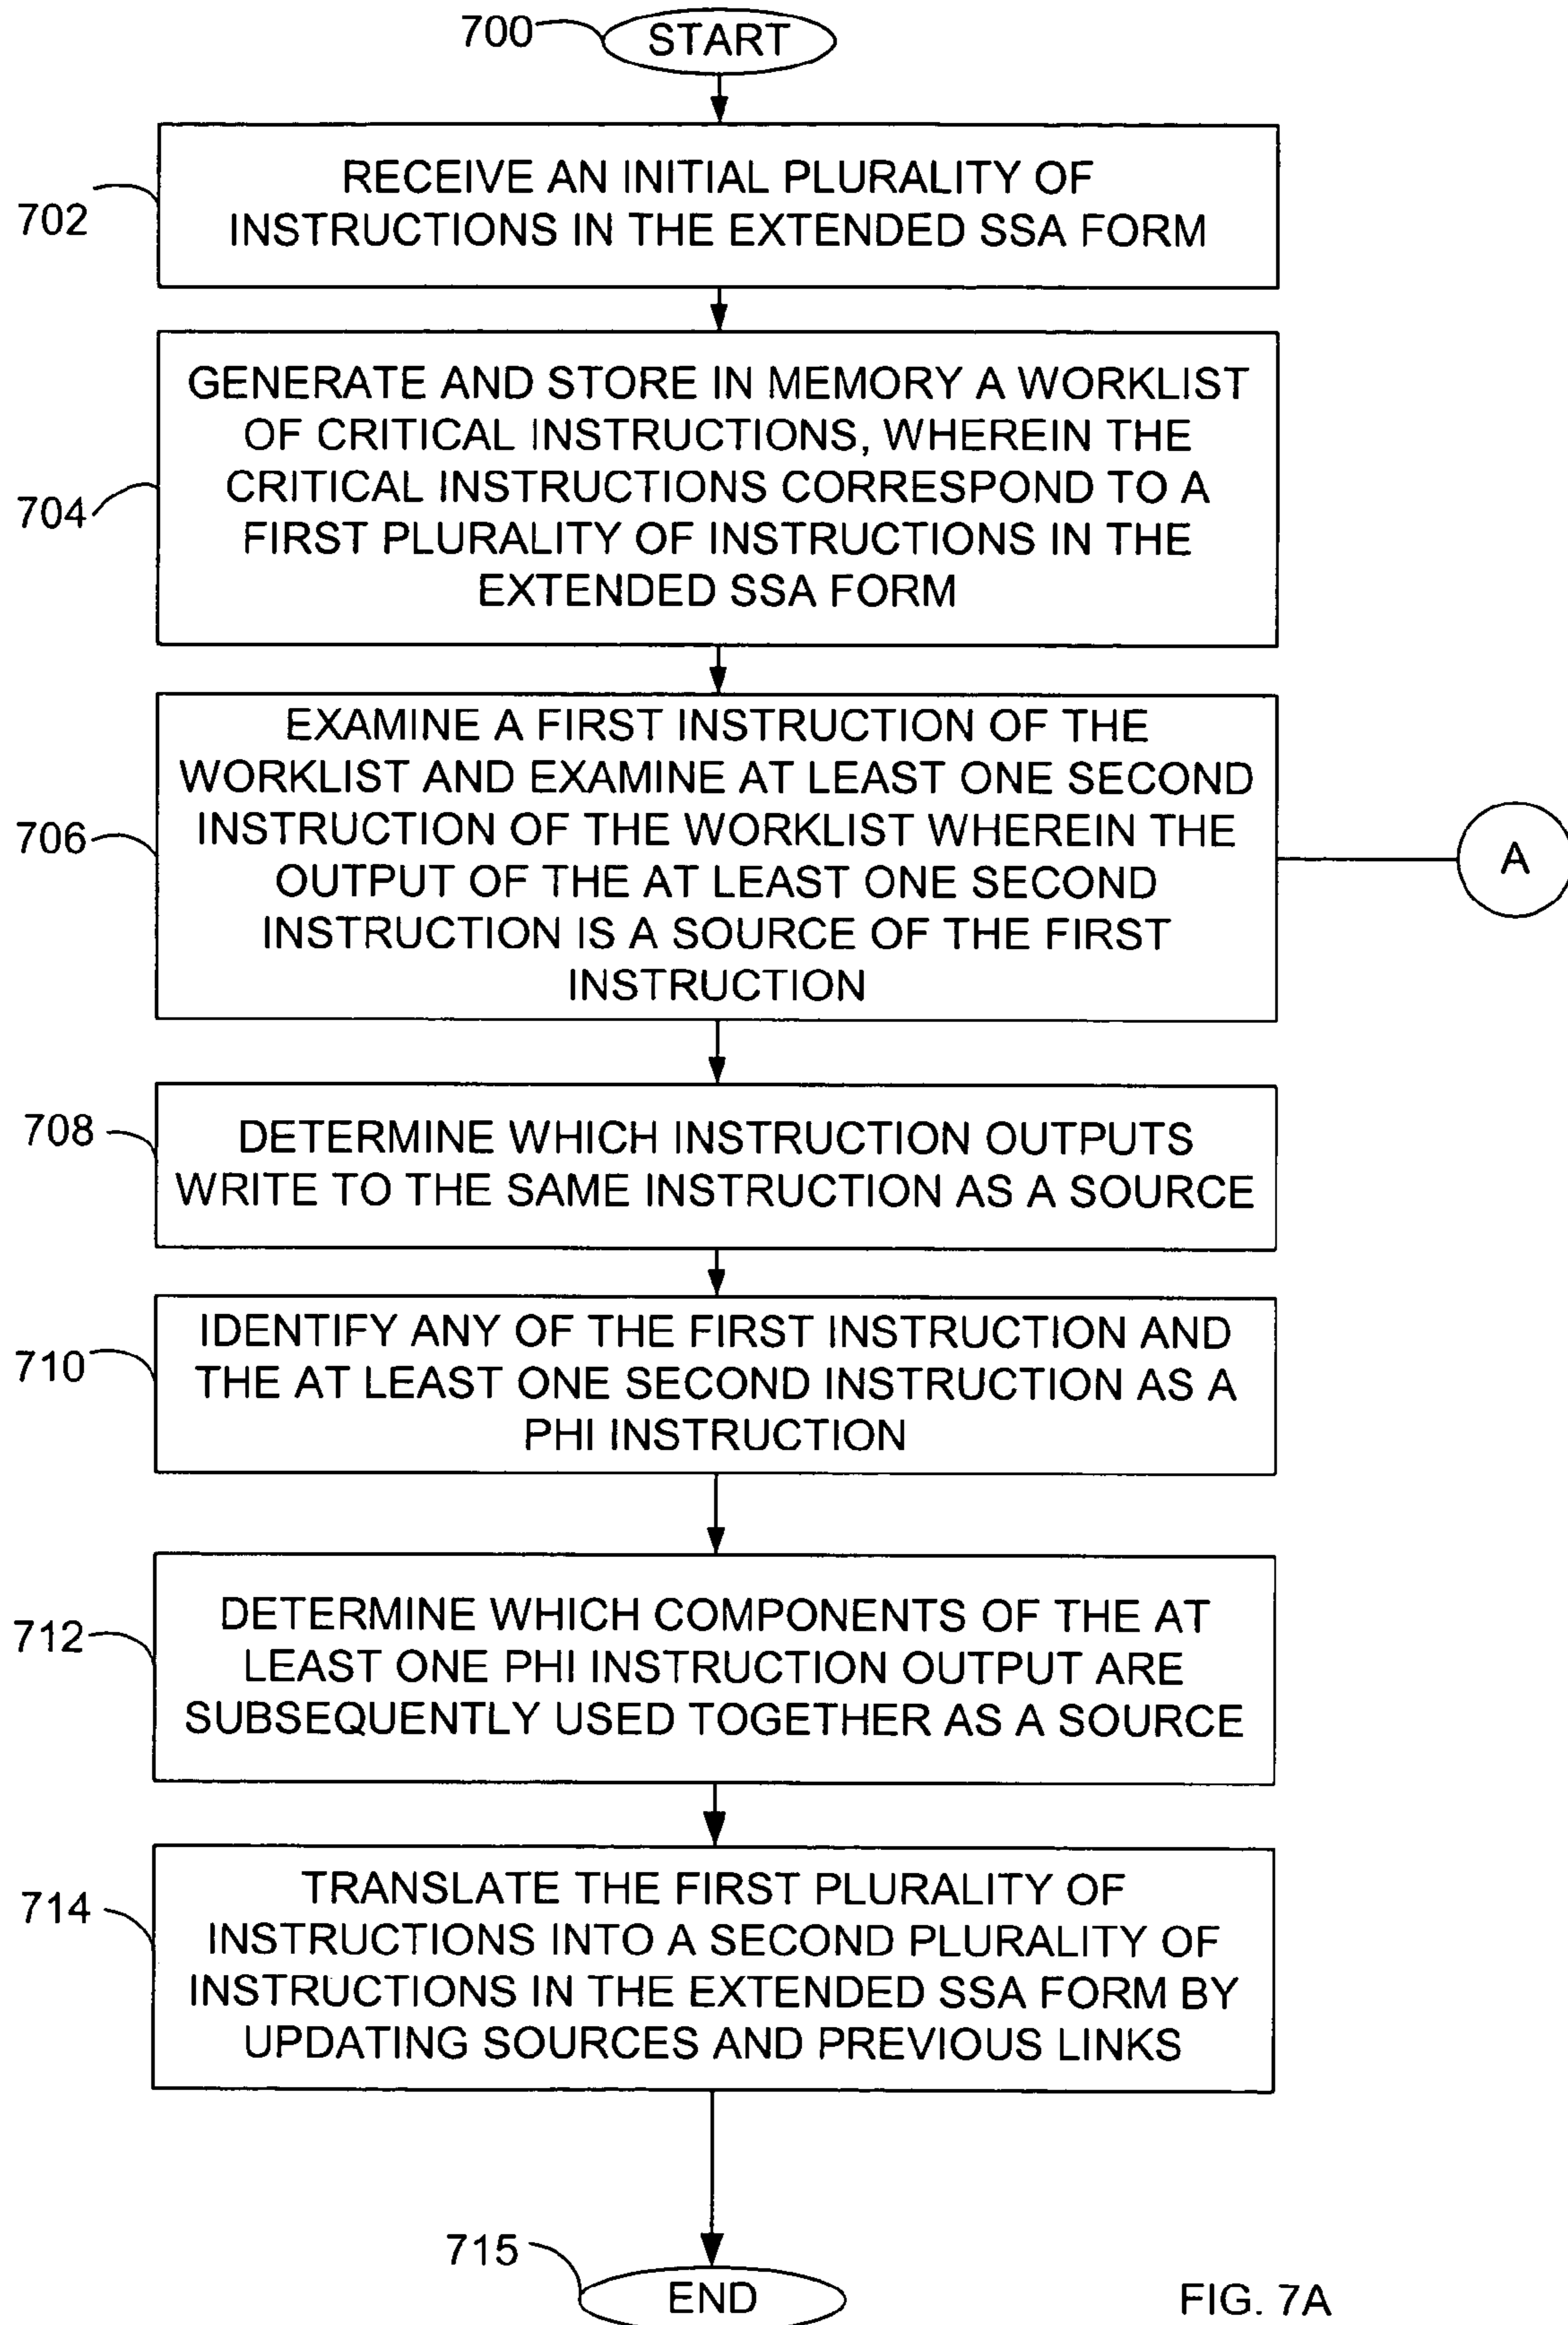 700
START
702
RECEIVE AN INITIAL PLURALITY OF
INSTRUCTIONS IN THE EXTENDED SSA FORM
704
GENERATE AND STORE IN MEMORY A WORKLIST
OF CRITICAL INSTRUCTIONS, WHEREIN THE
CRITICAL INSTRUCTIONS CORRESPOND TO A
FIRST PLURALITY OF INSTRUCTIONS IN THE
EXTENDED SSA FORM
706
EXAMINE A FIRST INSTRUCTION OF THE
WORKLIST AND EXAMINE AT LEAST ONE SECOND
INSTRUCTION OF THE WORKLIST WHEREIN THE
OUTPUT OF THE AT LEAST ONE SECOND
INSTRUCTION IS A SOURCE OF THE FIRST
INSTRUCTION
A
708
DETERMINE WHICH INSTRUCTION OUTPUTS
WRITE TO THE SAME INSTRUCTION AS A SOURCE
710
IDENTIFY ANY OF THE FIRST INSTRUCTION AND
THE AT LEAST ONE SECOND INSTRUCTION AS A
PHI INSTRUCTION
712
DETERMINE WHICH COMPONENTS OF THE AT
LEAST ONE PHI INSTRUCTION OUTPUT ARE
SUBSEQUENTLY USED TOGETHER AS A SOURCE
714
TRANSLATE THE FIRST PLURALITY OF
INSTRUCTIONS INTO A SECOND PLURALITY OF
INSTRUCTIONS IN THE EXTENDED SSA FORM BY
UPDATING SOURCES AND PREVIOUS LINKS
715
END
FIG. 7A